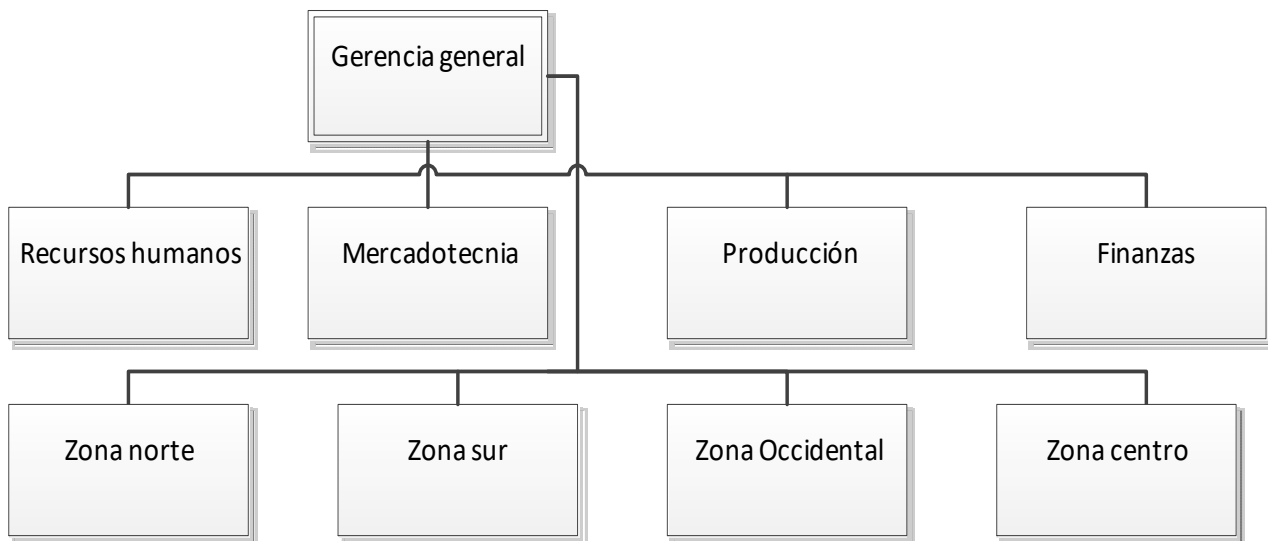 Gerencia general
Recursos humanos
Mercadotecnia
Producción
Finanzas
Zona norte
Zona sur
Zona Occidental
Zona centro